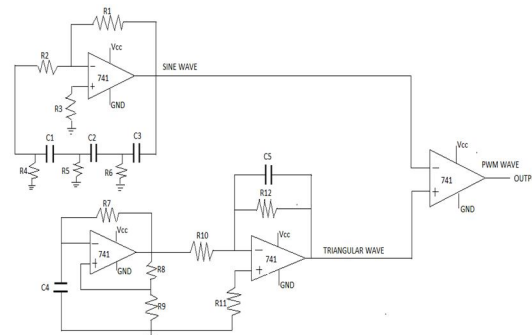 R1
R2
Vcc
741
SINE WAVE
GND
R3
C1
C2
C3
R4
R5
R6
Vcc
741
PWM WAVE
OUTP
GND
C5
R12
R7
Vcc
741
GND
R8
R10
Vcc
741
TRIANGULAR WAVE
GND
C4
R9
R11